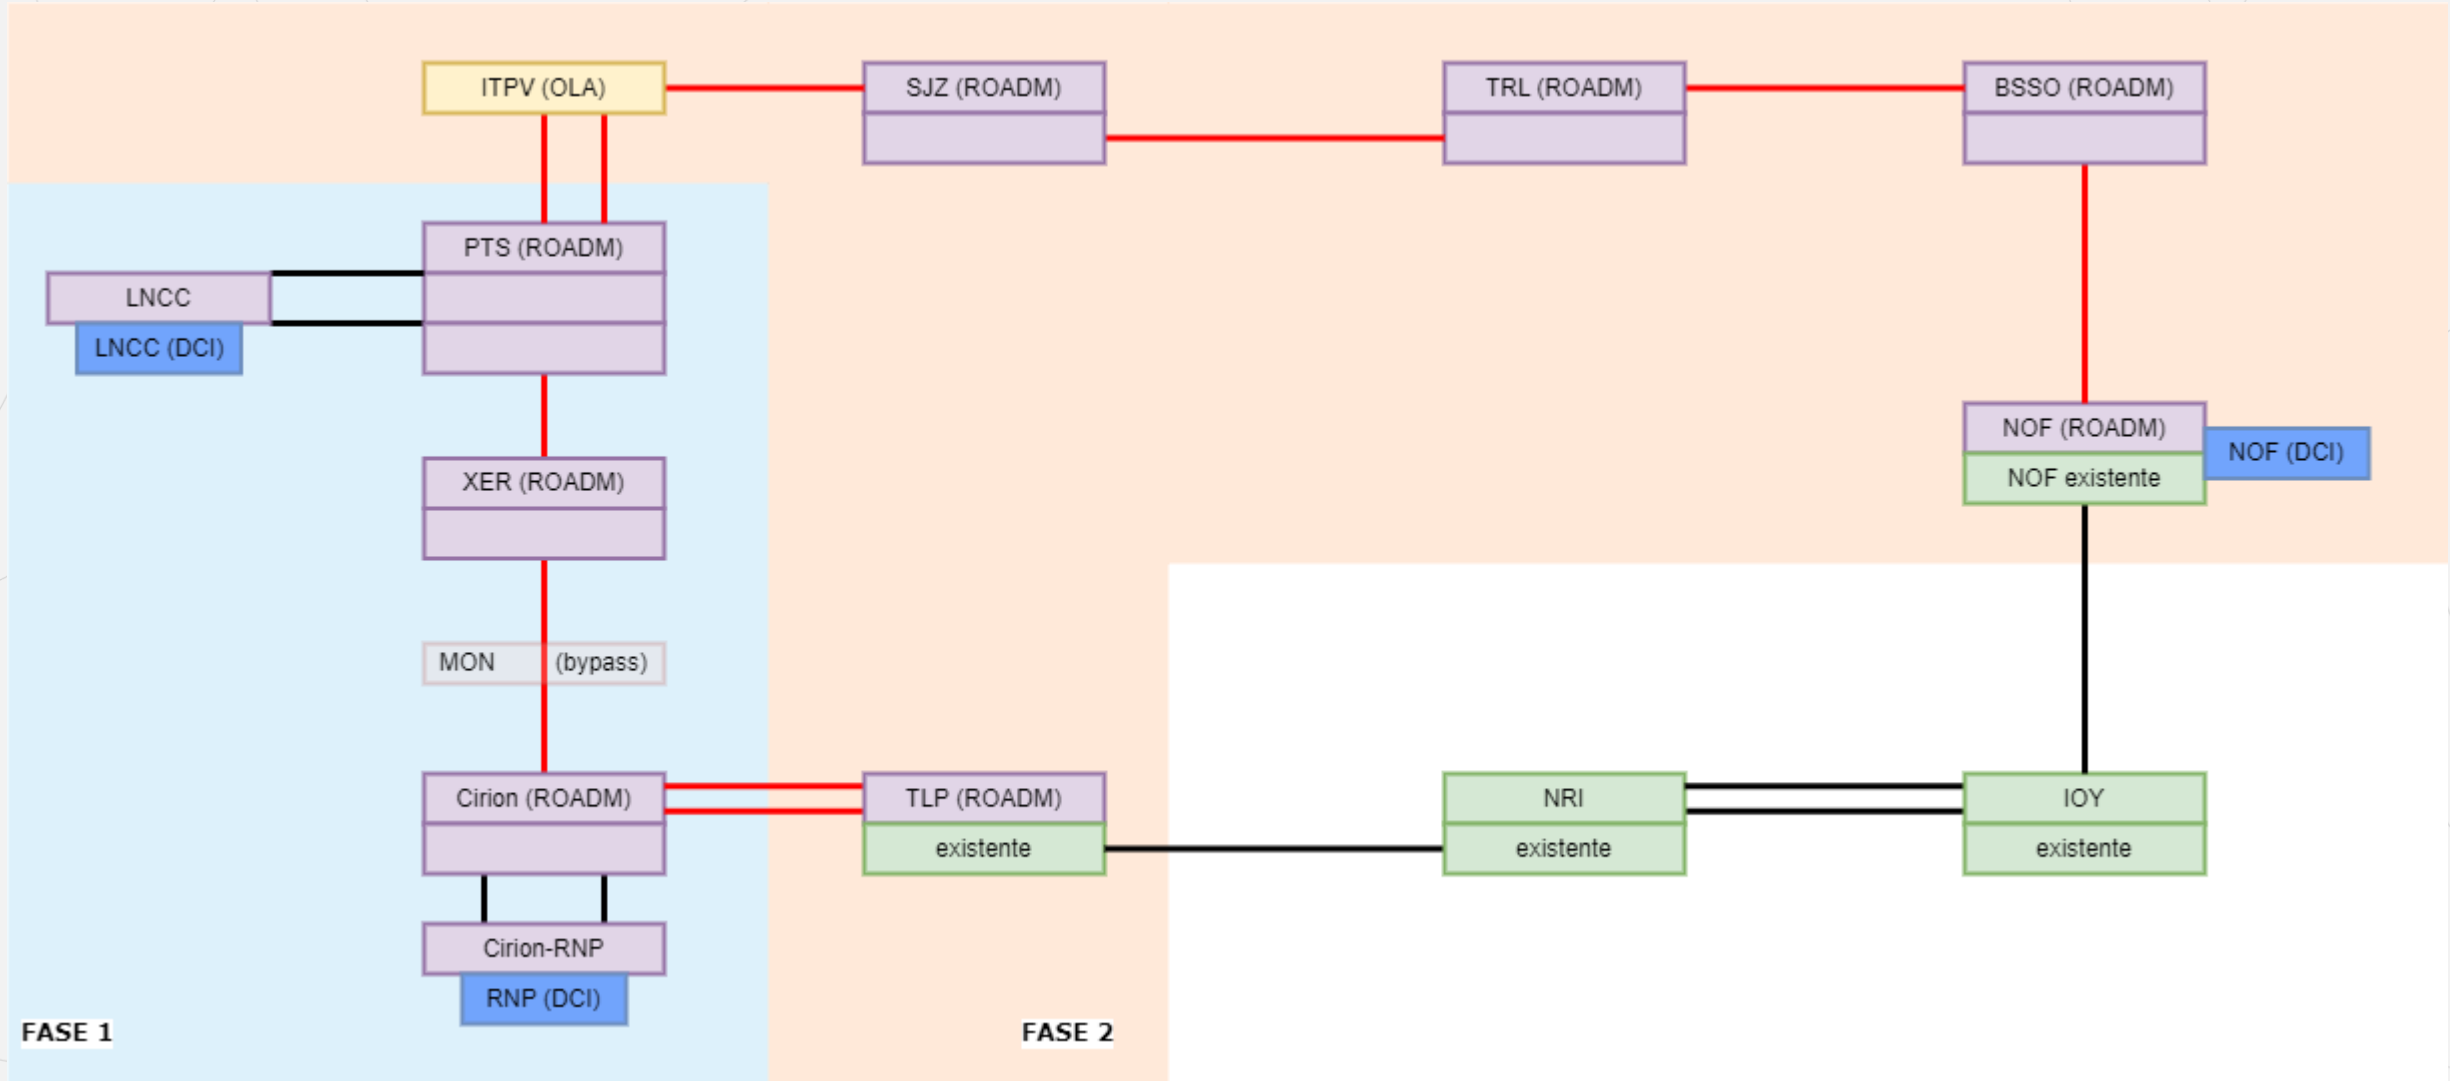 ITPV (OLA)
SJZ (ROADM)
TRL (ROADM)
BSSO (ROADM)
PTS (ROADM)
LNCC
LNCC (DCI)
XER (ROADM)
NOF (ROADM)
NOF (DCI)
NOF existente
MON (bypass)
Cirion (ROADM)
TLP (ROADM)
existente
NRI
existente
IOY
existente
Cirion-RNP
RNP (DCI)
FASE 1
FASE 2